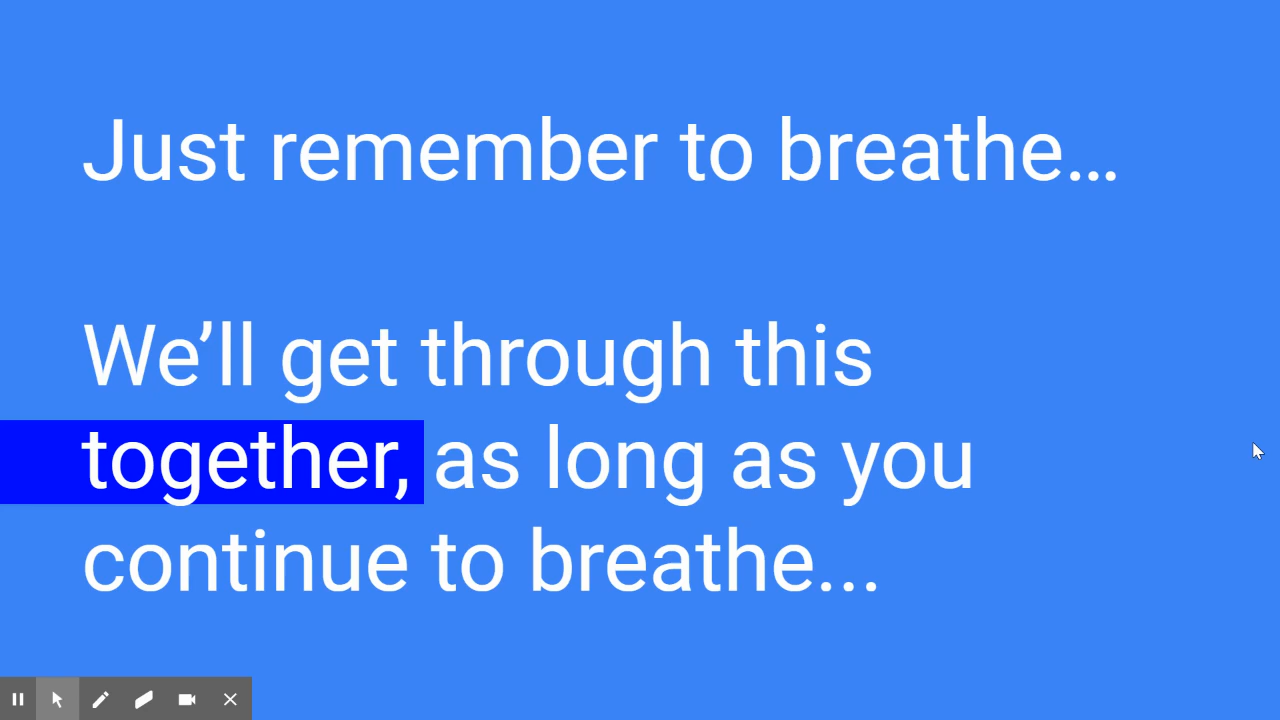 Just remember to breathe…
We’ll get through this
together, as long as you
continue to breathe...